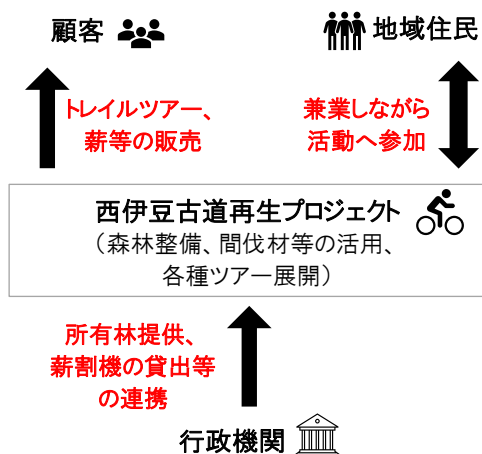 顧客
地域住民
トレイルツアー、
薪等の販売
兼業しながら
活動へ参加
西伊豆古道再生プロジェクト
（森林整備、間伐材等の活用、
各種ツアー展開）
所有林提供、
薪割機の貸出等
の連携
行政機関